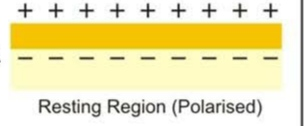 + + + + + + + + +
− − − − − − − − −
Resting Region (Polarised)